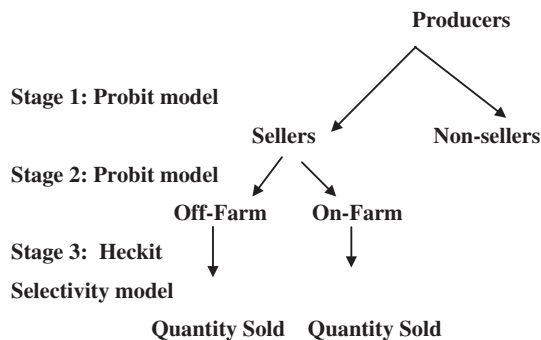 Producers
Stage 1: Probit model
Sellers Non-sellers
Stage 2: Probit model
Off-Farm On-Farm
Stage 3: Heckit
Selectivity model
Quantity Sold Quantity Sold